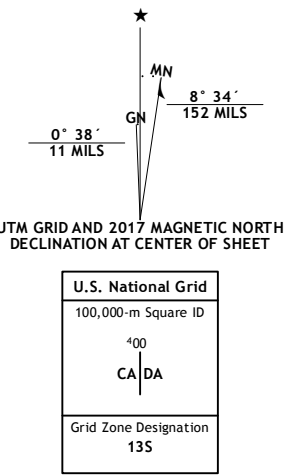 MN
GN
8° 34´
152 MILS
0° 38´
11 MILS
UTM GRID AND 2017 MAGNETIC NORTH
DECLINATION AT CENTER OF SHEET
U.S. National Grid
100,000-m Square ID
⁴00
CA DA
Grid Zone Designation
13S